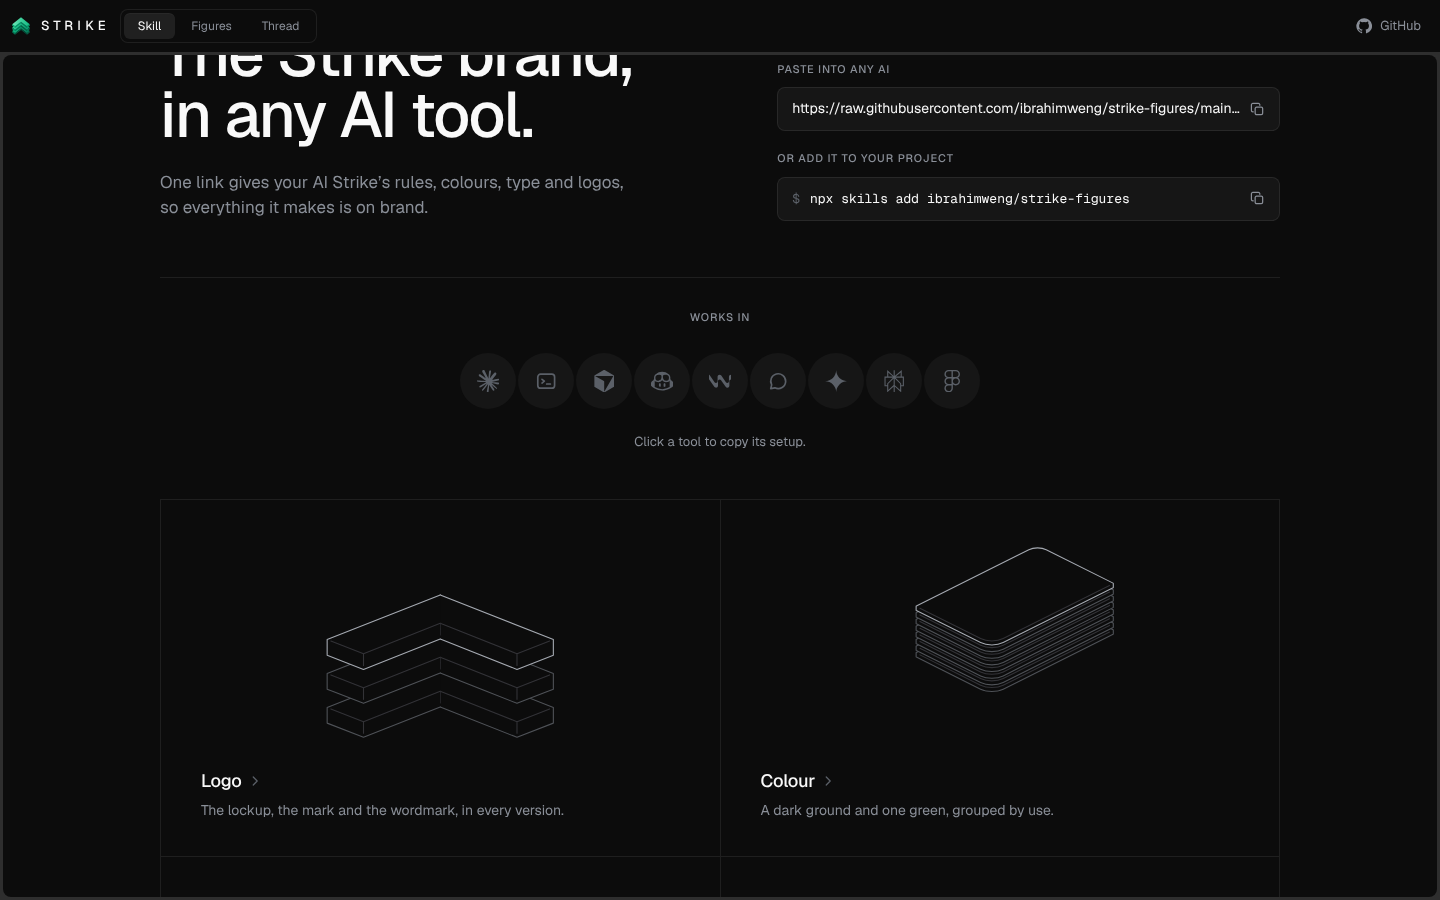 STRIKE
Skill
Figures
Thread
GitHub
The Strike brand,
in any AI tool.
One link gives your AI Strike’s rules, colours, type and logos,
so everything it makes is on brand.
PASTE INTO ANY AI
https://raw.githubusercontent.com/ibrahimweng/strike-figures/main...
OR ADD IT TO YOUR PROJECT
$ npx skills add ibrahimweng/strike-figures
WORKS IN
Click a tool to copy its setup.
Logo
The lockup, the mark and the wordmark, in every version.
Colour
A dark ground and one green, grouped by use.